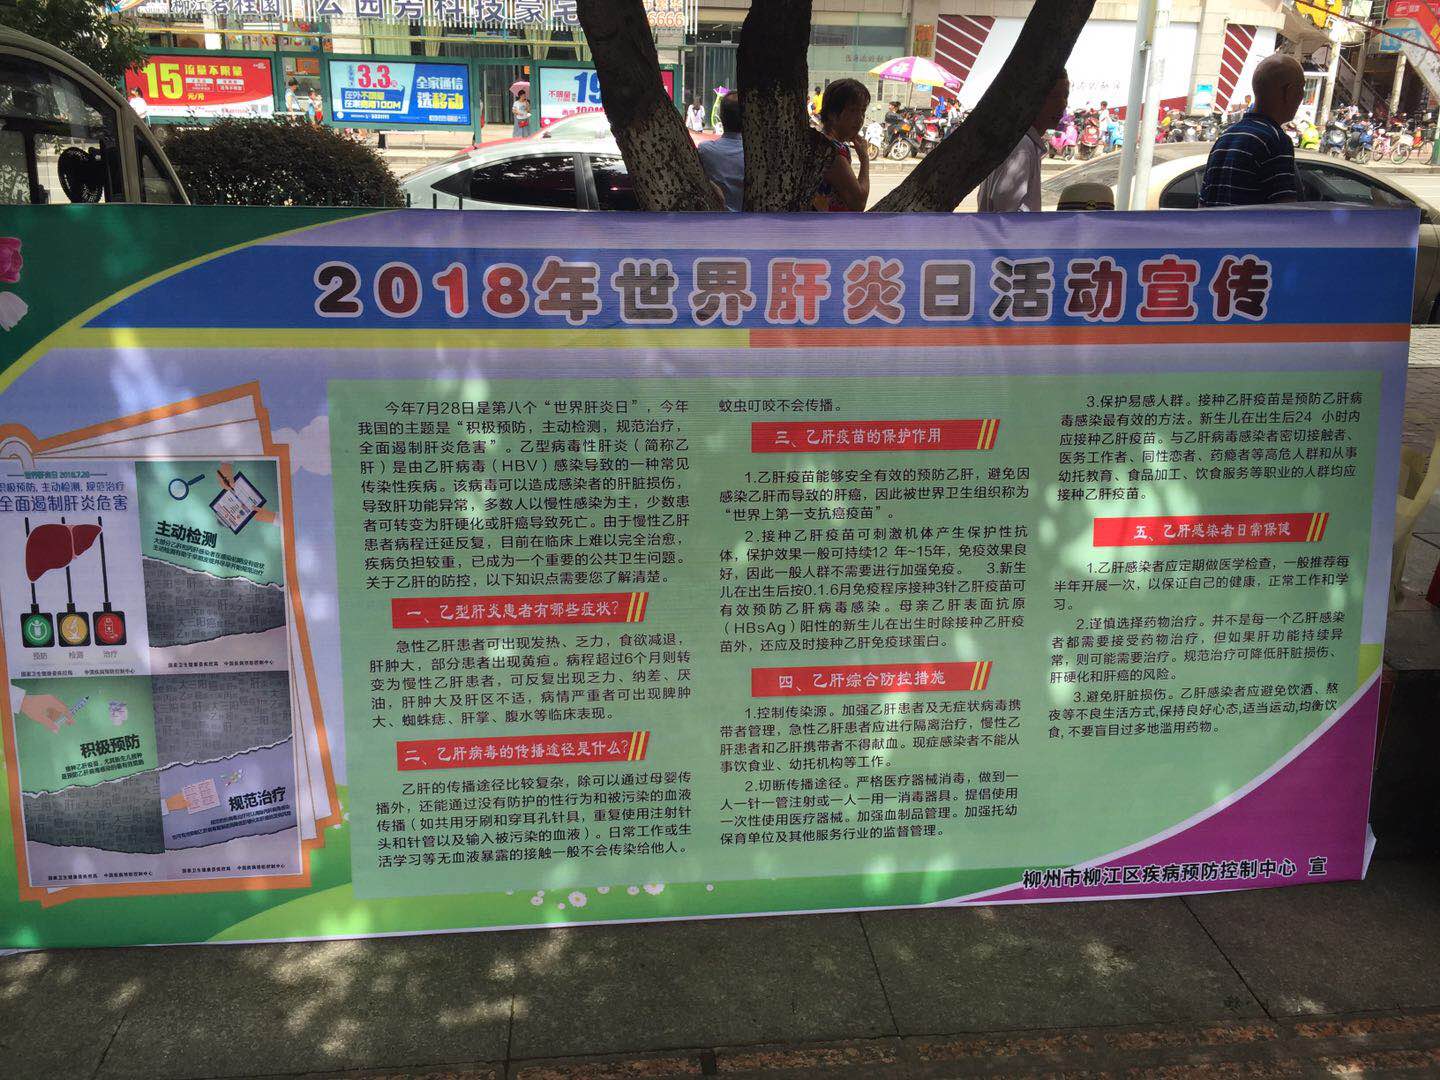 公园旁科技豪宅
15
元/月
流量不限量
3.3
全家通信
选移动
2018年世界肝炎日活动宣传
世界肝炎日 2018.7.28
积极预防, 主动检测, 规范治疗
全面遏制肝炎危害
预防 检测 治疗
主动检测
积极预防
规范治疗
今年7月28日是第八个“世界肝炎日”，今年
我国的主题是“积极预防，主动检测，规范治疗，
全面遏制肝炎危害”。乙型病毒性肝炎（简称乙
肝）是由乙肝病毒（HBV）感染导致的一种常见
传染性疾病。该病毒可以造成感染者的肝脏损伤，
导致肝功能异常，多数人以慢性感染为主，少数患
者可转变为肝硬化或肝癌导致死亡。由于慢性乙肝
患者病程迁延反复，目前在临床上难以完全治愈，
疾病负担较重，已成为一个重要的公共卫生问题。
关于乙肝的防控，以下知识点需要您了解清楚。
一、乙型肝炎患者有哪些症状?
急性乙肝患者可出现发热、乏力，食欲减退，
肝肿大，部分患者出现黄疸。病程超过6个月则转
变为慢性乙肝患者，可反复出现乏力、纳差、厌
油，肝肿大及肝区不适，病情严重者可出现脾肿
大、蜘蛛痣、肝掌、腹水等临床表现。
二、乙肝病毒的传播途径是什么?
乙肝的传播途径比较复杂，除可以通过母婴传
播外，还能通过没有防护的性行为和被污染的血液
传播（如共用牙刷和穿耳孔针具，重复使用注射针
头和针管以及输入被污染的血液）。日常工作或生
活学习等无血液暴露的接触一般不会传染给他人。
蚊虫叮咬不会传播。
三、乙肝疫苗的保护作用
1.乙肝疫苗能够安全有效的预防乙肝，避免因
感染乙肝而导致的肝癌，因此被世界卫生组织称为
“世界上第一支抗癌疫苗”。
2.接种乙肝疫苗可刺激机体产生保护性抗
体，保护效果一般可持续12 年~15年，免疫效果良
好，因此一般人群不需要进行加强免疫。 3.新生
儿在出生后按0.1.6月免疫程序接种3针乙肝疫苗可
有效预防乙肝病毒感染。母亲乙肝表面抗原
（HBsAg）阳性的新生儿在出生时除接种乙肝疫
苗外，还应及时接种乙肝免疫球蛋白。
四、乙肝综合防控措施
1.控制传染源。加强乙肝患者及无症状病毒携
带者管理，急性乙肝患者应进行隔离治疗，慢性乙
肝患者和乙肝携带者不得献血。现症感染者不能从
事饮食业、幼托机构等工作。
2.切断传播途径。严格医疗器械消毒，做到一
人一针一管注射或一人一用一消毒器具。提倡使用
一次性使用医疗器械。加强血制品管理。加强托幼
保育单位及其他服务行业的监督管理。
3.保护易感人群。接种乙肝疫苗是预防乙肝病
毒感染最有效的方法。新生儿在出生后24 小时内
应接种乙肝疫苗。与乙肝病毒感染者密切接触者、
医务工作者、同性恋者、药瘾者等高危人群和从事
幼托教育、食品加工、饮食服务等职业的人群均应
接种乙肝疫苗。
五、乙肝感染者日常保健
1.乙肝感染者应定期做医学检查，一般推荐每
半年开展一次，以保证自己的健康，正常工作和学
习。
2.谨慎选择药物治疗。并不是每一个乙肝感染
者都需要接受药物治疗，但如果肝功能持续异
常，则可能需要治疗。规范治疗可降低肝脏损伤、
肝硬化和肝癌的风险。
3.避免肝脏损伤。乙肝感染者应避免饮酒、熬
夜等不良生活方式,保持良好心态,适当运动,均衡饮
食,不要盲目过多地滥用药物。
柳州市柳江区疾病预防控制中心 宣